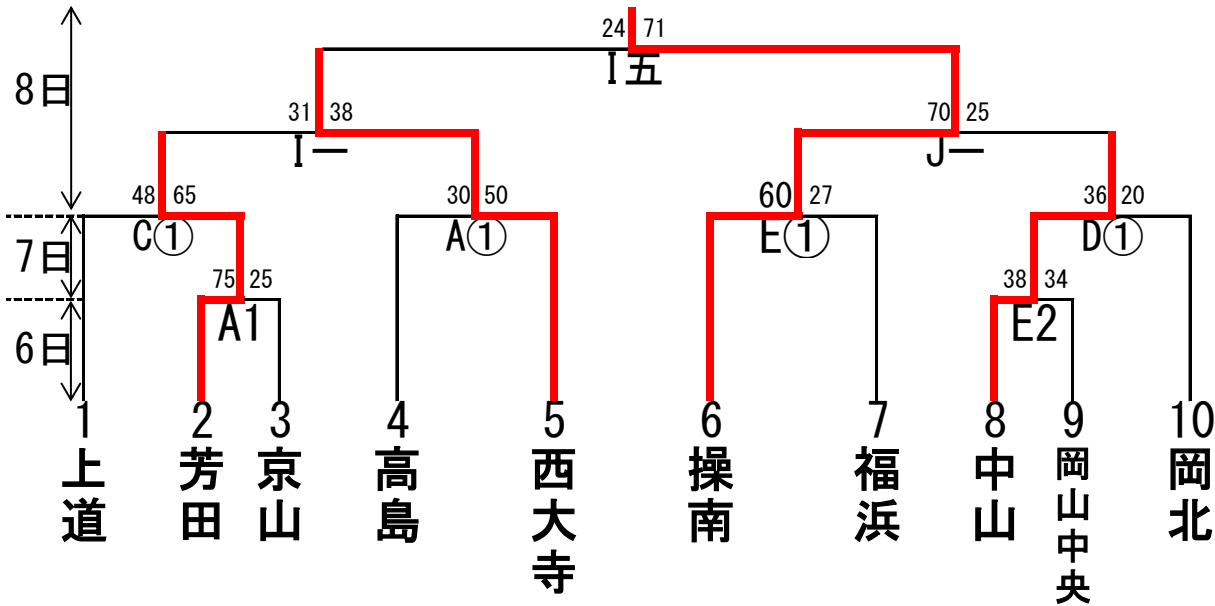 24 71
I五
8日
31 38
I一
70 25
J一
48 65
C①
30 50
A①
60 27
E①
36 20
D①
7日
75 25
A1
38 34
E2
6日
1 2 3 4 5 6 7 8 9 10
上道
芳田
京山
高島
西大寺
操南
福浜
中山
岡山中央
岡北